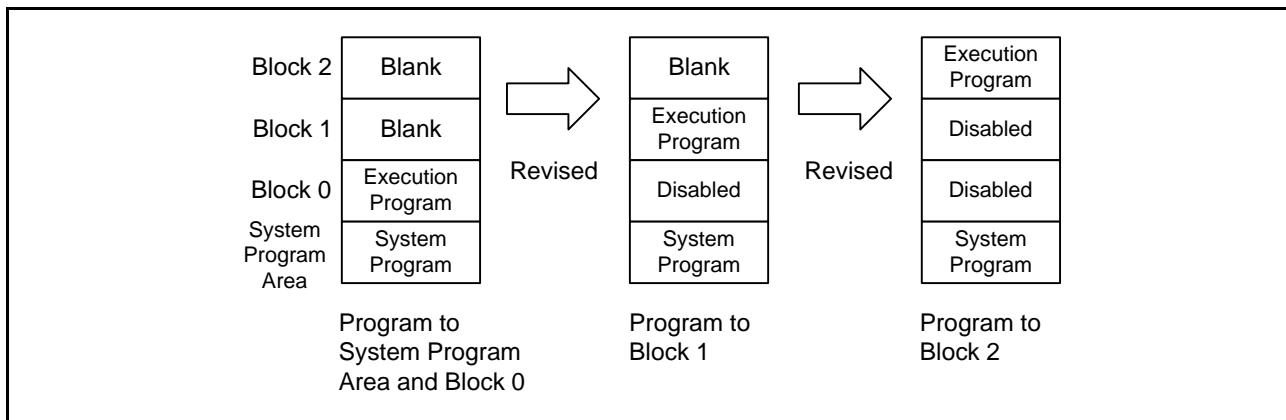 Block 2
Blank
Blank
Execution
Program
Block 1
Blank
Execution
Program
Disabled
Revised
Revised
Block 0
Execution
Program
Disabled
Disabled
System
Program
Area
System
Program
System
Program
System
Program
Program to
System Program
Area and Block 0
Program to
Block 1
Program to
Block 2